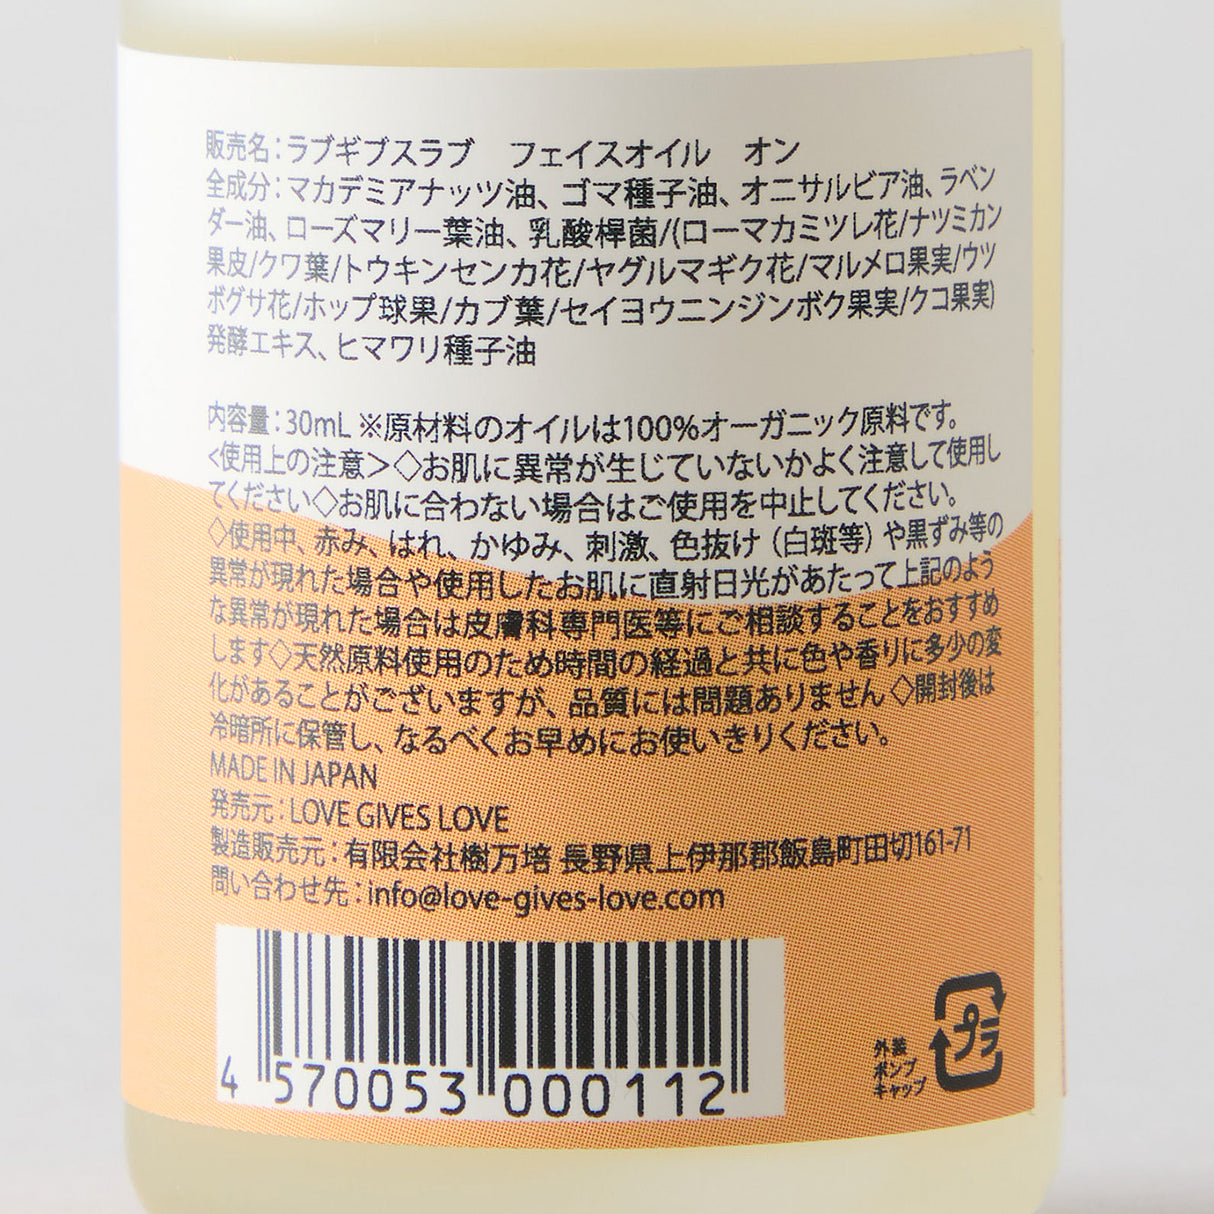 販売名：ラブギブスラブ　フェイスオイル　オン
全成分：マカデミアナッツ油、ゴマ種子油、オニサルビア油、ラベン
ダー油、ローズマリー葉油、乳酸桿菌/(ローマカミツレ花/ナツミカン
果皮/クワ葉/トウキンセンカ花/ヤグルマギク花/マルメロ果実/ウツ
ボグサ花/ホップ球果/カブ葉/セイヨウニンジンボク果実/クコ果実)
発酵エキス、ヒマワリ種子油
内容量：30mL ※原材料のオイルは100%オーガニック原料です。
<使用上の注意>◇お肌に異常が生じていないかよく注意して使用し
てください◇お肌に合わない場合はご使用を中止してください。
◇使用中、赤み、はれ、かゆみ、刺激、色抜け（白斑等）や黒ずみ等の
異常が現れた場合や使用したお肌に直射日光があたって上記のよう
な異常が現れた場合は皮膚科専門医等にご相談することをおすすめ
します◇天然原料使用のため時間の経過と共に色や香りに多少の変
化があることがございますが、品質には問題ありません◇開封後は
冷暗所に保管し、なるべくお早めにお使いきりください。
MADE IN JAPAN
発売元：LOVE GIVES LOVE
製造販売元：有限会社樹万培 長野県上伊那郡飯島町田切161-71
問い合わせ先：info@love-gives-love.com
4 570053 000112
プラ
外装
ポンプ
キャップ